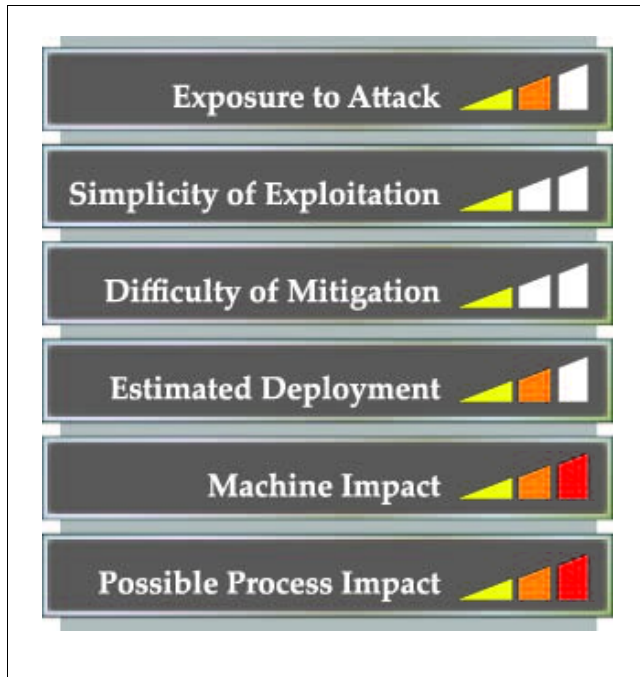 Exposure to Attack
Simplicity of Exploitation
Difficulty of Mitigation
Estimated Deployment
Machine Impact
Possible Process Impact